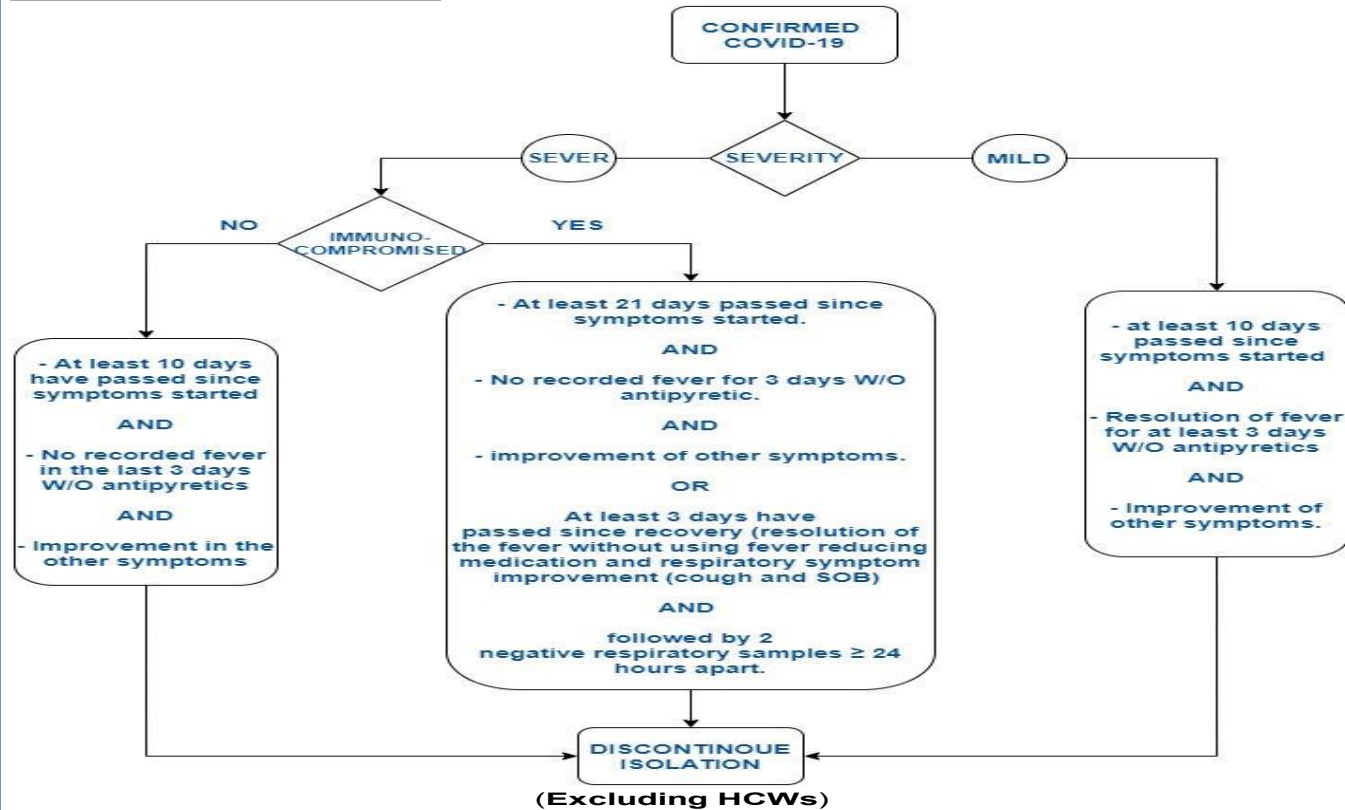 CONFIRMED
COVID-19
SEVER
SEVERITY
MILD
NO
IMMUNO-
COMPROMISED
YES
- At least 10 days
have passed since
symptoms started
AND
- No recorded fever
in the last 3 days
W/O antipyretics
AND
- Improvement in the
other symptoms
- At least 21 days passed since
symptoms started.
AND
- No recorded fever for 3 days W/O
antipyretic.
AND
- improvement of other symptoms.
OR
At least 3 days have
passed since recovery (resolution of
the fever without using fever reducing
medication and respiratory symptom
improvement (cough and SOB)
AND
followed by 2
negative respiratory samples ≥ 24
hours apart.
- at least 10 days
passed since
symptoms started
AND
- Resolution of fever
for at least 3 days
W/O antipyretics
AND
- Improvement of
other symptoms.
DISCONTINOUE
ISOLATION
(Excluding HCWs)